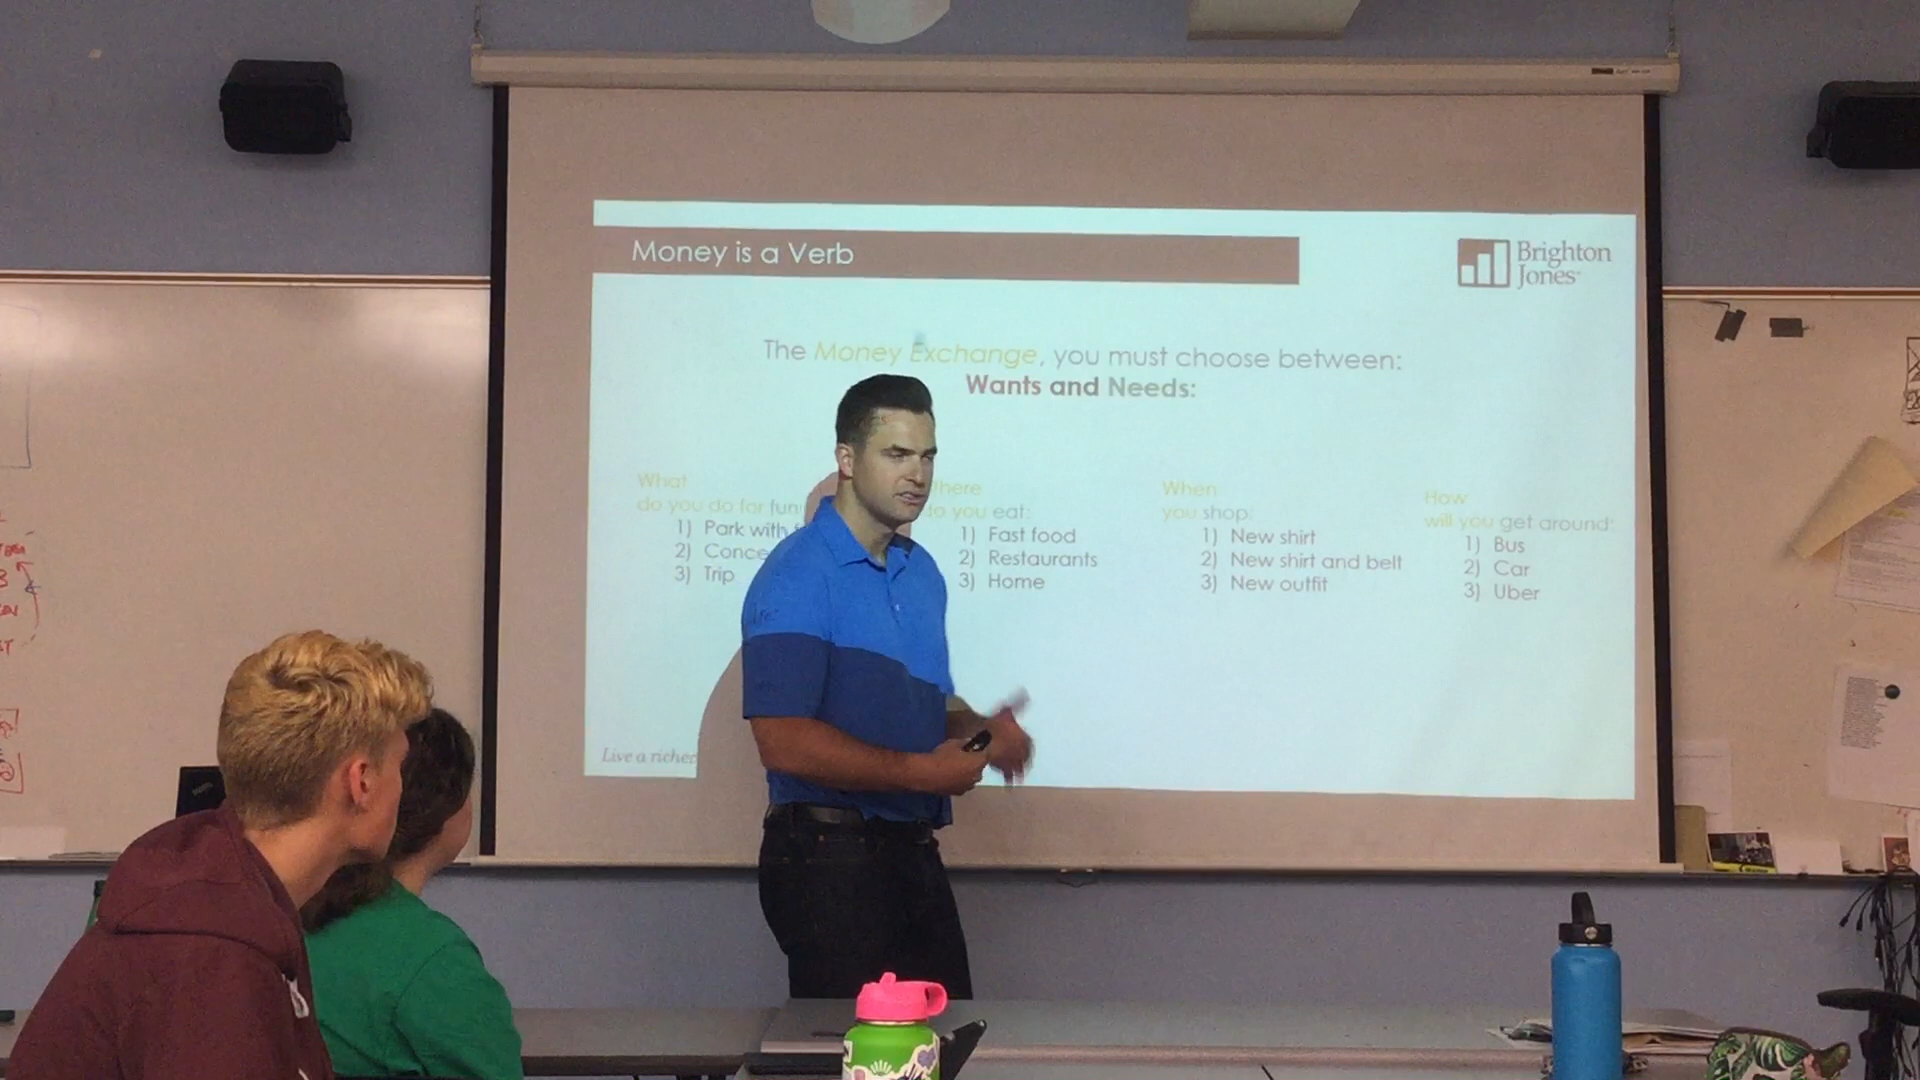 Money is a Verb
Brighton
Jones
The Money Exchange, you must choose between:
Wants and Needs:
What
do you do for fun
1) Park with
2)
3) Trip
you eat:
1) Fast food
2) Restaurants
3) Home
When
you shop:
1) New shirt
2) New shirt and belt
3) New outfit
How
will you get around:
1) Bus
2) Car
3) Uber
Live a richer